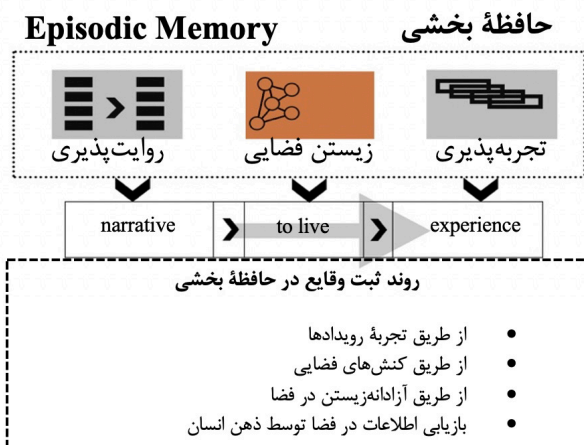 Episodic Memory
حافظهٔ بخشی
روایت‌پذیری
زیستن فضایی
تجربه‌پذیری
narrative
to live
experience
روند ثبت وقایع در حافظهٔ بخشی
• از طریق تجربهٔ رویدادها
• از طریق کنش‌های فضایی
• از طریق آزادانه‌زیستن در فضا
• بازیابی اطلاعات در فضا توسط ذهن انسان